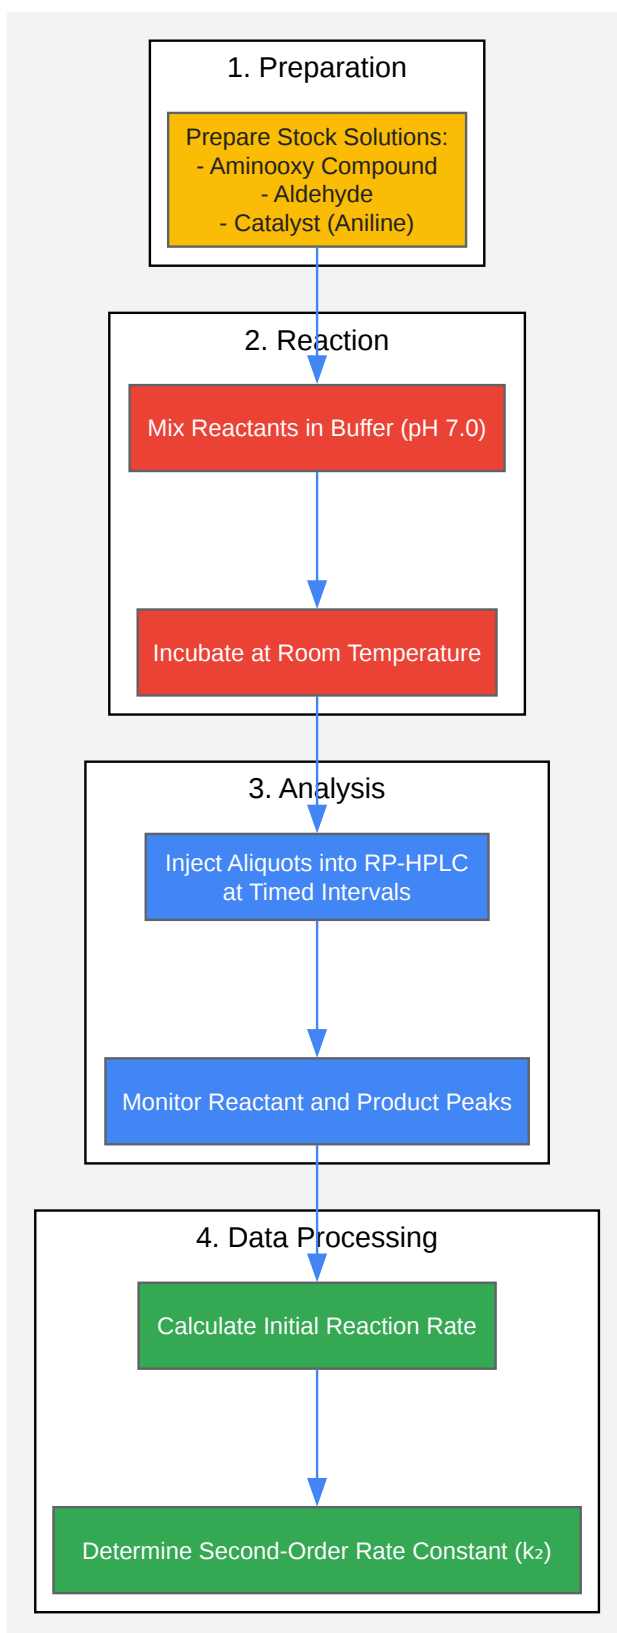 1. Preparation
Prepare Stock Solutions:
- Aminooxy Compound
- Aldehyde
- Catalyst (Aniline)
2. Reaction
Mix Reactants in Buffer (pH 7.0)
Incubate at Room Temperature
3. Analysis
Inject Aliquots into RP-HPLC
at Timed Intervals
Monitor Reactant and Product Peaks
4. Data Processing
Calculate Initial Reaction Rate
Determine Second-Order Rate Constant (k₂)